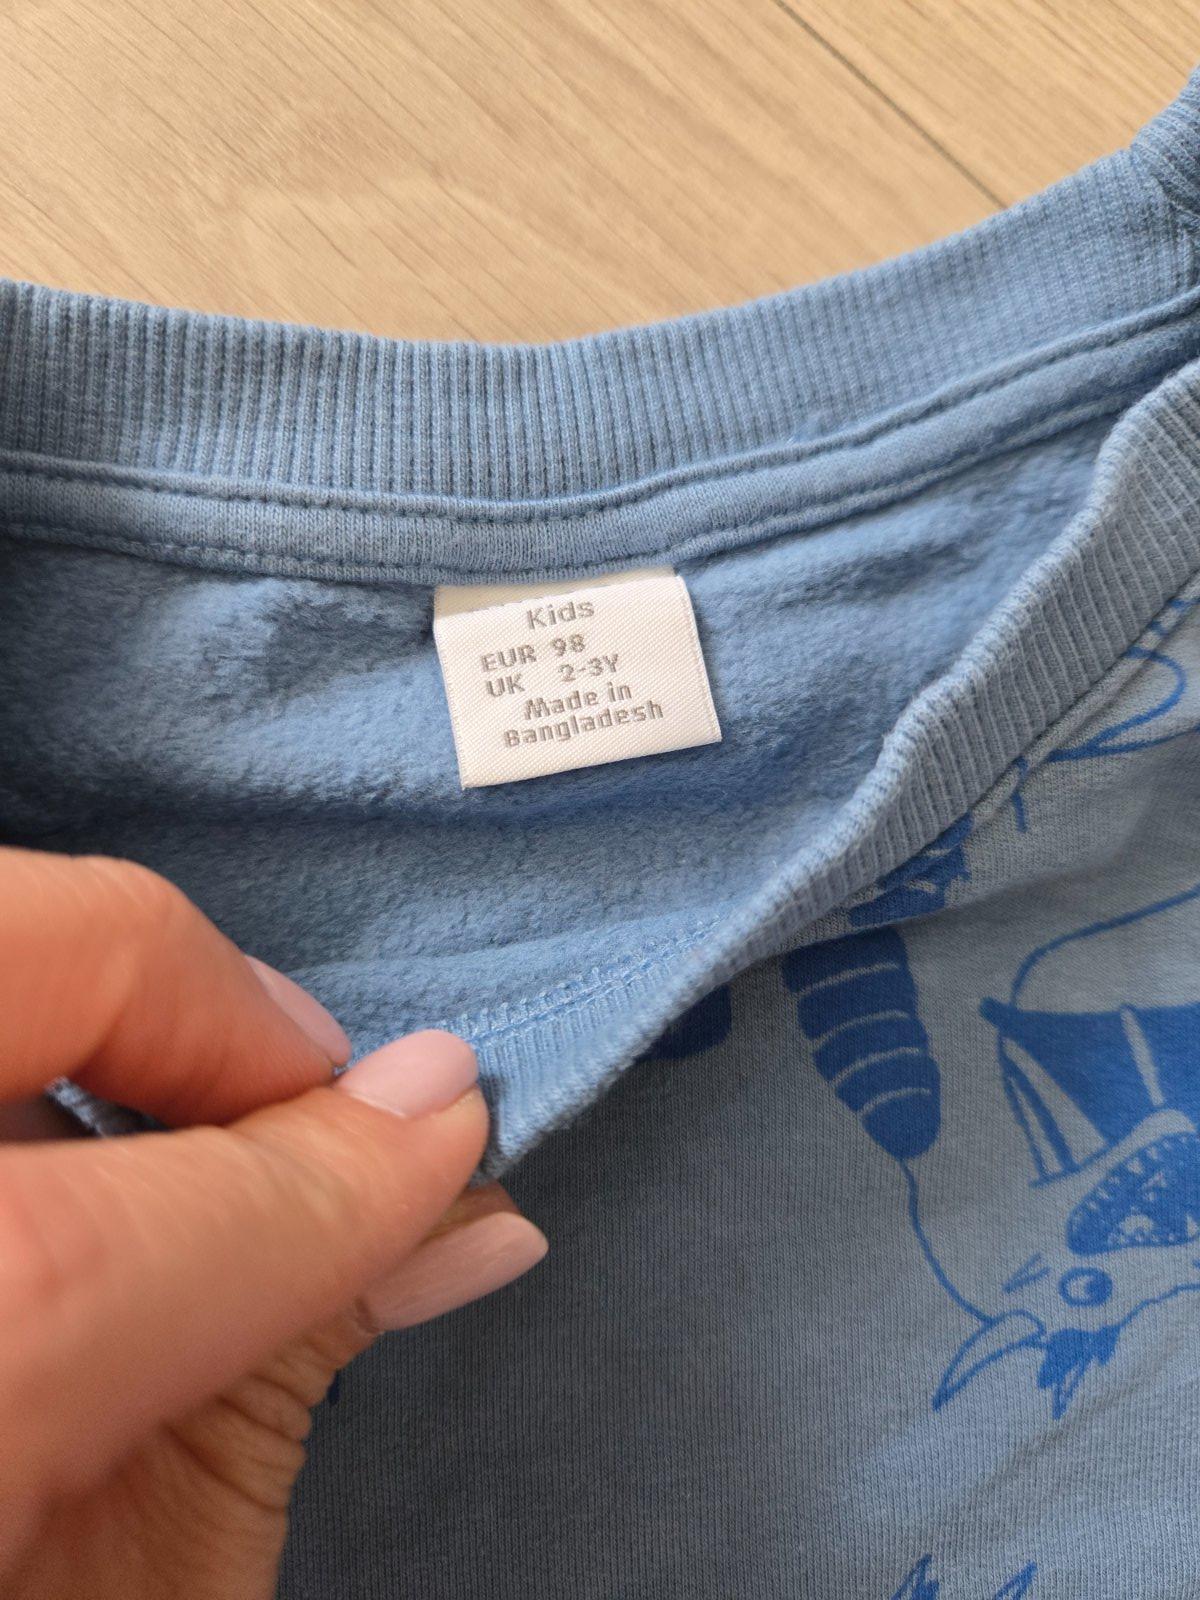 Kids
EUR 98
UK 2-3Y
Made in
Bangladesh